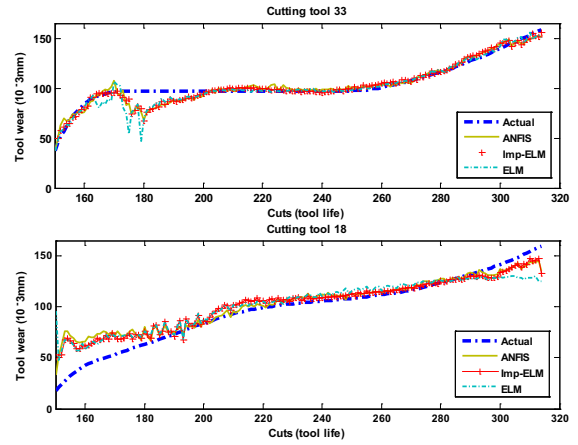 Cutting tool 33
Tool wear (10⁻3mm)
150
100
50
0
160 180 200 220 240 260 280 300 320
Actual
ANFIS
Imp-ELM
ELM
Cuts (tool life)
Cutting tool 18
Tool wear (10⁻3mm)
150
100
50
0
160 180 200 220 240 260 280 300 320
Actual
ANFIS
Imp-ELM
ELM
Cuts (tool life)